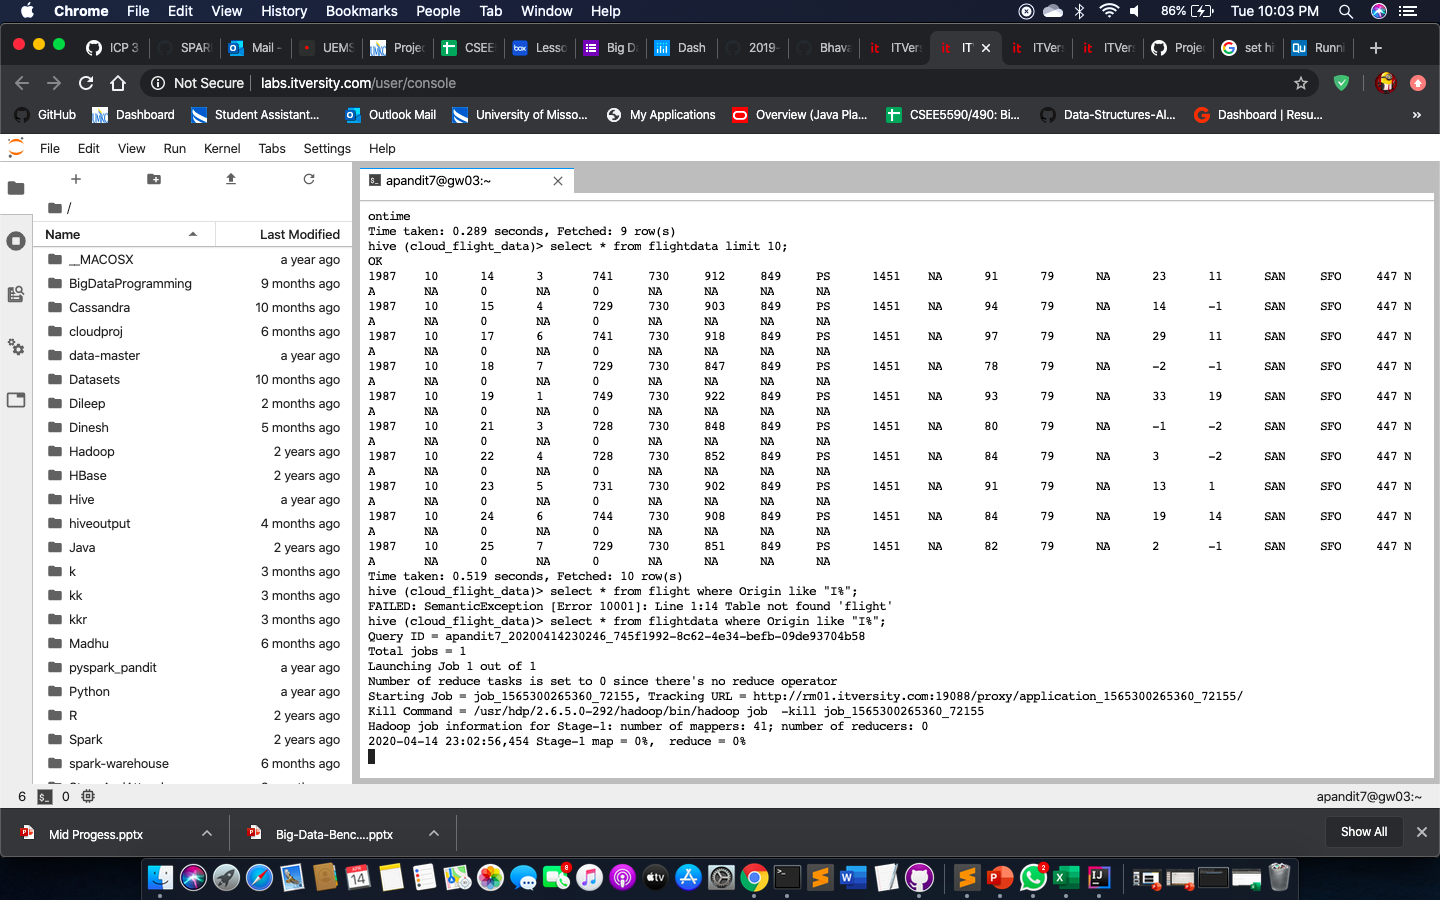 Chrome File Edit View History Bookmarks People Tab Window Help 86% Tue 10:03 PM
ICP 3 SPAR Mail - UEMS Proje CSEE Lesso Big D Dash 2019- Bhava ITVer IT ITVer ITVer Proje set hi Runni
Not Secure labs.itversity.com/user/console
GitHub Dashboard Student Assistant... Outlook Mail University of Misso... My Applications Overview (Java Pla... CSEE5590/490: Bi... Data-Structures-Al... Dashboard | Resu... »
File Edit View Run Kernel Tabs Settings Help
apandit7@gw03:~
/
Name Last Modified
__MACOSX a year ago
BigDataProgramming 9 months ago
Cassandra 10 months ago
cloudproj 6 months ago
data-master a year ago
Datasets 10 months ago
Dileep 2 months ago
Dinesh 5 months ago
Hadoop 2 years ago
HBase 2 years ago
Hive a year ago
hiveoutput 4 months ago
Java 2 years ago
k 3 months ago
kk 3 months ago
kkr 3 months ago
Madhu 6 months ago
pyspark_pandit a year ago
Python a year ago
R 2 years ago
Spark 2 years ago
spark-warehouse 6 months ago
ontime
Time taken: 0.289 seconds, Fetched: 9 row(s)
hive (cloud_flight_data)> select * from flightdata limit 10;
OK
1987 10 14 3 741 730 912 849 PS 1451 NA 91 79 NA 23 11 SAN SFO 447 N
A NA 0 NA 0 NA NA NA NA
1987 10 15 4 729 730 903 849 PS 1451 NA 94 79 NA 14 -1 SAN SFO 447 N
A NA 0 NA 0 NA NA NA NA
1987 10 17 6 741 730 918 849 PS 1451 NA 97 79 NA 29 11 SAN SFO 447 N
A NA 0 NA 0 NA NA NA NA
1987 10 18 7 729 730 847 849 PS 1451 NA 78 79 NA -2 -1 SAN SFO 447 N
A NA 0 NA 0 NA NA NA NA
1987 10 19 1 749 730 922 849 PS 1451 NA 93 79 NA 33 19 SAN SFO 447 N
A NA 0 NA 0 NA NA NA NA
1987 10 21 3 728 730 848 849 PS 1451 NA 80 79 NA -1 -2 SAN SFO 447 N
A NA 0 NA 0 NA NA NA NA
1987 10 22 4 728 730 852 849 PS 1451 NA 84 79 NA 3 -2 SAN SFO 447 N
A NA 0 NA 0 NA NA NA NA
1987 10 23 5 731 730 902 849 PS 1451 NA 91 79 NA 13 1 SAN SFO 447 N
A NA 0 NA 0 NA NA NA NA
1987 10 24 6 744 730 908 849 PS 1451 NA 84 79 NA 19 14 SAN SFO 447 N
A NA 0 NA 0 NA NA NA NA
1987 10 25 7 729 730 851 849 PS 1451 NA 82 79 NA 2 -1 SAN SFO 447 N
A NA 0 NA 0 NA NA NA NA
Time taken: 0.519 seconds, Fetched: 10 row(s)
hive (cloud_flight_data)> select * from flight where Origin like "I%";
FAILED: SemanticException [Error 10001]: Line 1:14 Table not found 'flight'
hive (cloud_flight_data)> select * from flightdata where Origin like "I%";
Query ID = apandit7_20200414230246_745f1992-8c62-4e34-befb-09de93704b58
Total jobs = 1
Launching Job 1 out of 1
Number of reduce tasks is set to 0 since there's no reduce operator
Starting Job = job_1565300265360_72155, Tracking URL = http://rm01.itversity.com:19088/proxy/application_1565300265360_72155/
Kill Command = /usr/hdp/2.6.5.0-292/hadoop/bin/hadoop job -kill job_1565300265360_72155
Hadoop job information for Stage-1: number of mappers: 41; number of reducers: 0
2020-04-14 23:02:56,454 Stage-1 map = 0%, reduce = 0%
6 0 apandit7@gw03:~
Mid Progess.pptx Big-Data-Benc....pptx Show All
APR 14 8 tv W 2